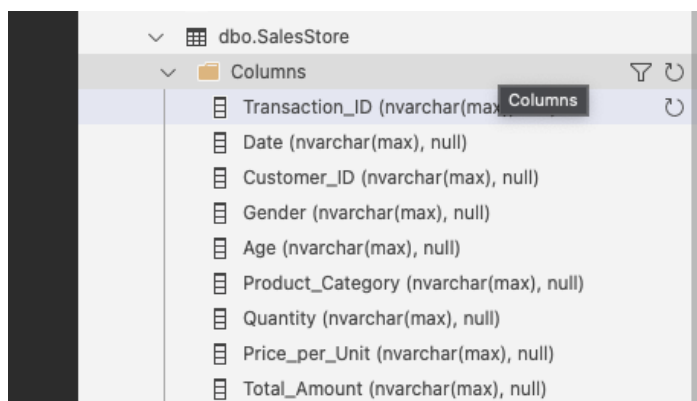 dbo.SalesStore
Columns
Transaction_ID (nvarchar(max
Columns
Date (nvarchar(max), null)
Customer_ID (nvarchar(max), null)
Gender (nvarchar(max), null)
Age (nvarchar(max), null)
Product_Category (nvarchar(max), null)
Quantity (nvarchar(max), null)
Price_per_Unit (nvarchar(max), null)
Total_Amount (nvarchar(max), null)